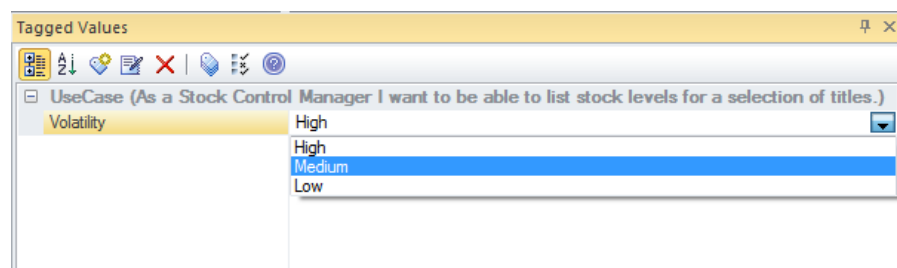 Tagged Values
UseCase (As a Stock Control Manager I want to be able to list stock levels for a selection of titles.)
Volatility High
High
Medium
Low